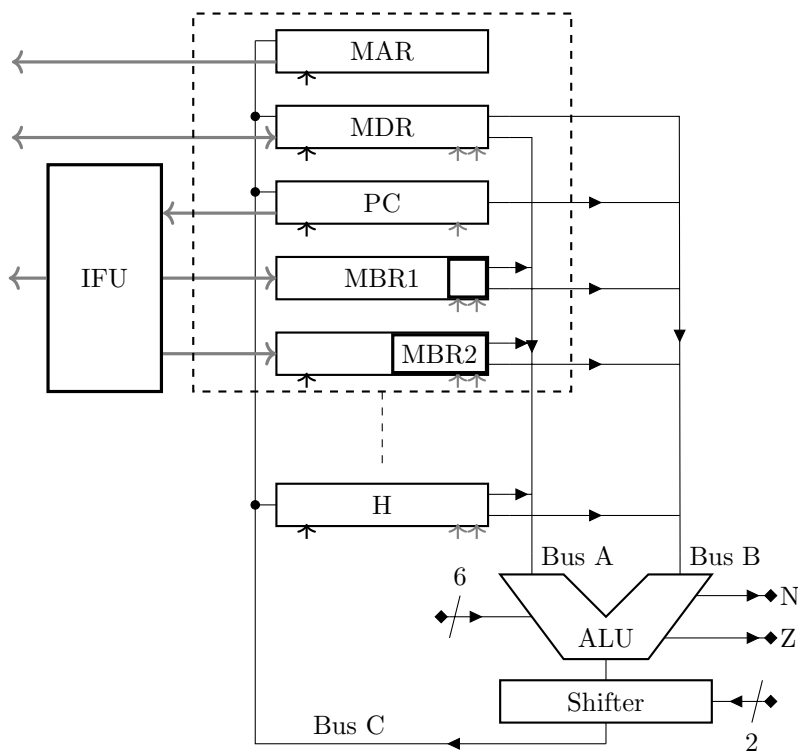 MAR
MDR
PC
IFU
MBR1
MBR2
H
Bus A
Bus B
6
N
ALU
Z
Shifter
Bus C
2